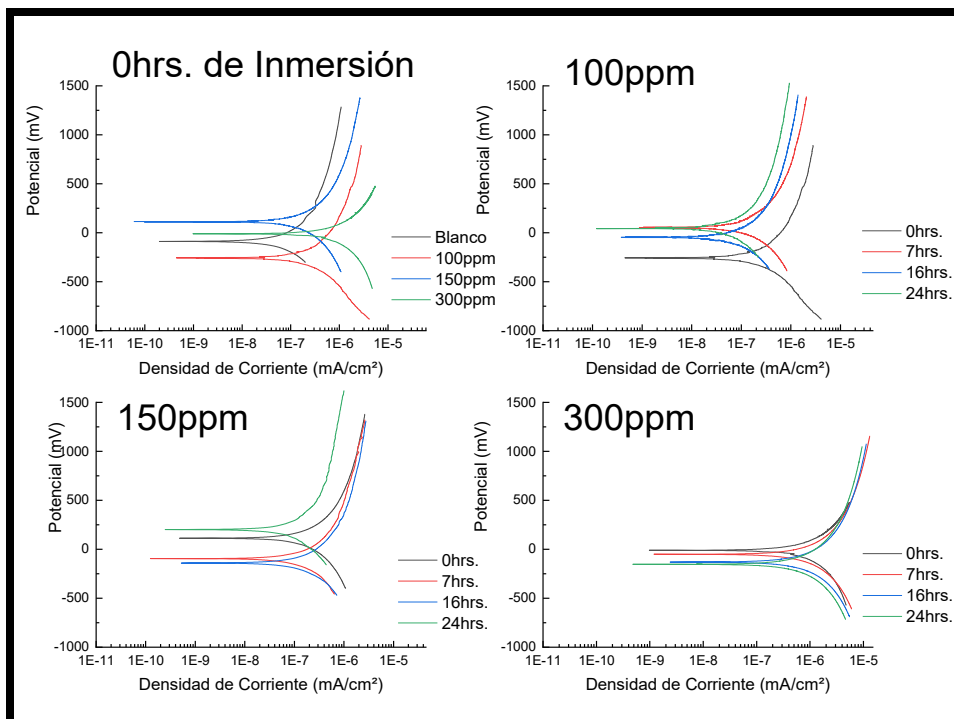 0hrs. de Inmersión
1500
1000
500
0
-500
-1000
Potencial (mV)
1E-11 1E-10 1E-9 1E-8 1E-7 1E-6 1E-5
Densidad de Corriente (mA/cm²)
Blanco
100ppm
150ppm
300ppm
100ppm
1500
1000
500
0
-500
-1000
Potencial (mV)
1E-11 1E-10 1E-9 1E-8 1E-7 1E-6 1E-5
Densidad de Corriente (mA/cm²)
0hrs.
7hrs.
16hrs.
24hrs.
150ppm
1500
1000
500
0
-500
-1000
Potencial (mV)
1E-11 1E-10 1E-9 1E-8 1E-7 1E-6 1E-5
Densidad de Corriente (mA/cm²)
0hrs.
7hrs.
16hrs.
24hrs.
300ppm
1500
1000
500
0
-500
-1000
Potencial (mV)
1E-11 1E-10 1E-9 1E-8 1E-7 1E-6 1E-5
Densidad de Corriente (mA/cm²)
0hrs.
7hrs.
16hrs.
24hrs.